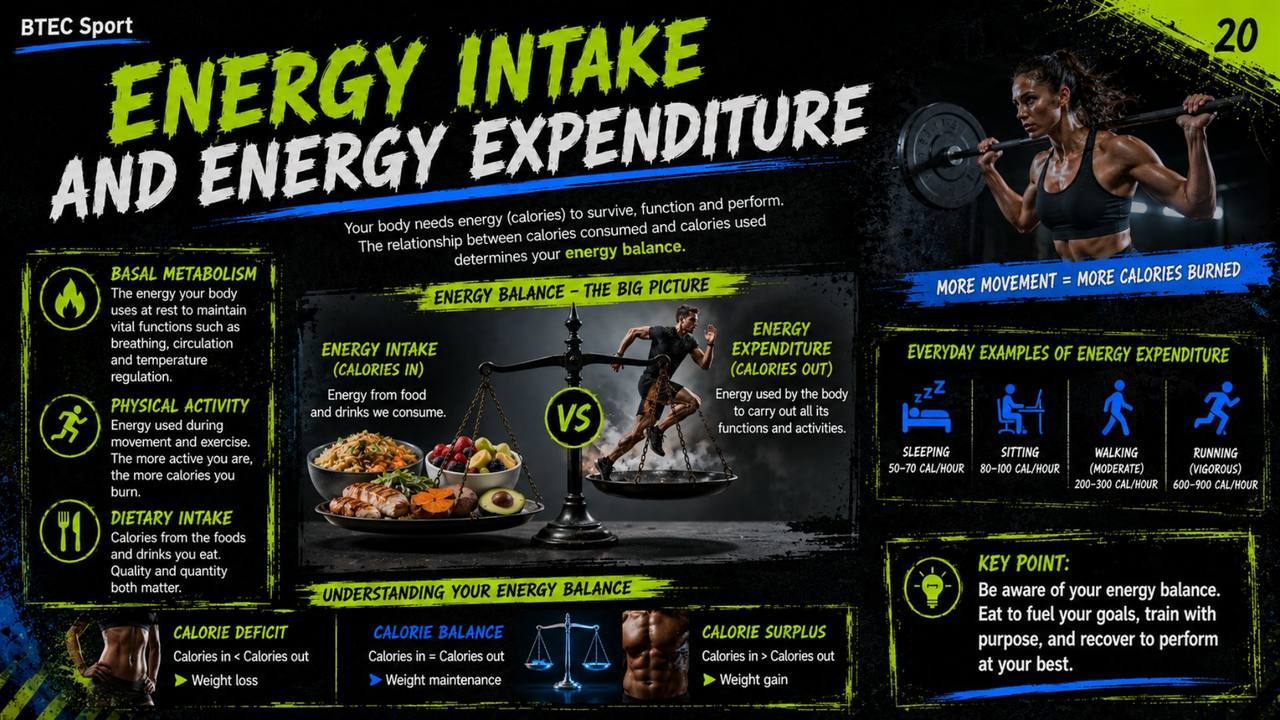 BTEC Sport
20
ENERGY INTAKE
AND ENERGY EXPENDITURE
Your body needs energy (calories) to survive, function and perform.
The relationship between calories consumed and calories used
determines your energy balance.
BASAL METABOLISM
The energy your body
uses at rest to maintain
vital functions such as
breathing, circulation
and temperature
regulation.
PHYSICAL ACTIVITY
Energy used during
movement and exercise.
The more active you are,
the more calories you
burn.
DIETARY INTAKE
Calories from the foods
and drinks you eat.
Quality and quantity
both matter.
ENERGY BALANCE – THE BIG PICTURE
ENERGY INTAKE
(CALORIES IN)
Energy from food
and drinks we consume.
VS
ENERGY
EXPENDITURE
(CALORIES OUT)
Energy used by the body
to carry out all its
functions and activities.
MORE MOVEMENT = MORE CALORIES BURNED
EVERYDAY EXAMPLES OF ENERGY EXPENDITURE
zzZ
SLEEPING
50–70 CAL/HOUR
SITTING
80–100 CAL/HOUR
WALKING
(MODERATE)
200–300 CAL/HOUR
RUNNING
(VIGOROUS)
600–900 CAL/HOUR
UNDERSTANDING YOUR ENERGY BALANCE
CALORIE DEFICIT
Calories in < Calories out
Weight loss
CALORIE BALANCE
Calories in = Calories out
Weight maintenance
CALORIE SURPLUS
Calories in > Calories out
Weight gain
KEY POINT:
Be aware of your energy balance.
Eat to fuel your goals, train with
purpose, and recover to perform
at your best.